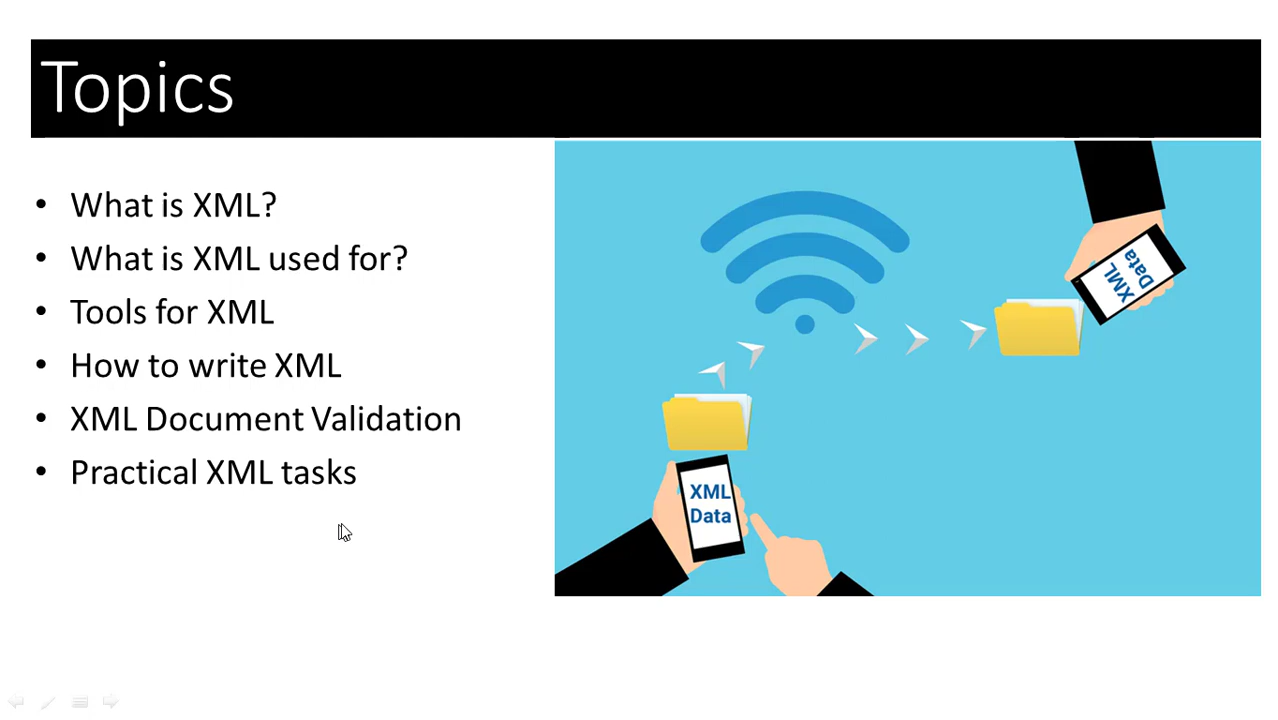 Topics
• What is XML?
• What is XML used for?
• Tools for XML
• How to write XML
• XML Document Validation
• Practical XML tasks
XML
Data
XML
Data